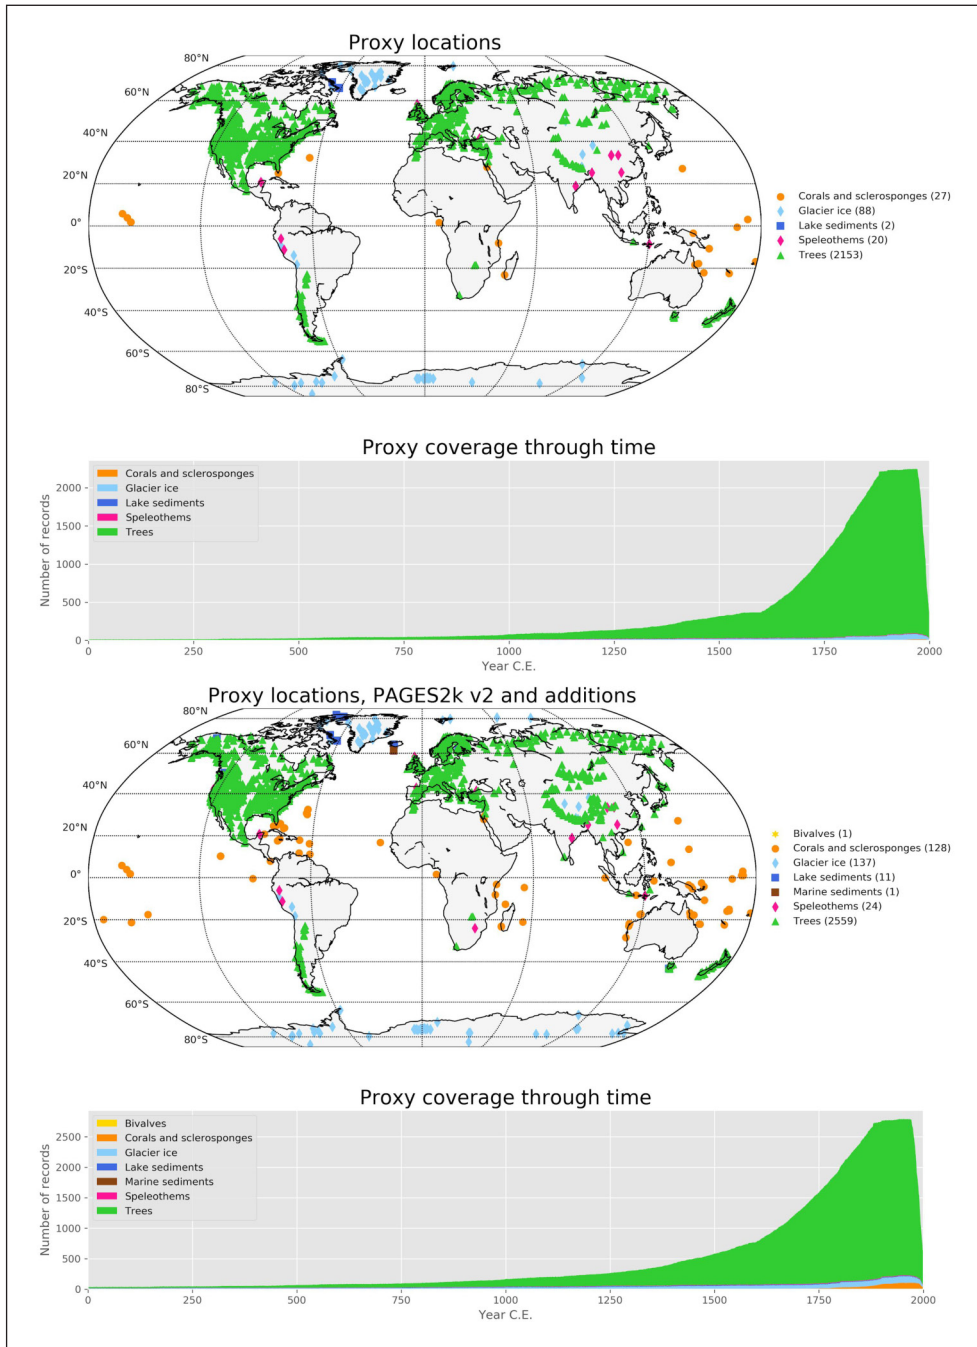 Proxy locations
80°N
60°N
40°N
20°N
0°
20°S
40°S
60°S
80°S
Corals and sclerosponges (27)
Glacier ice (88)
Lake sediments (2)
Speleothems (20)
Trees (2153)
Proxy coverage through time
Number of records
2000
1500
1000
500
0
Corals and sclerosponges
Glacier ice
Lake sediments
Speleothems
Trees
0 250 500 750 1000 1250 1500 1750 2000
Year C.E.
Proxy locations, PAGES2k v2 and additions
80°N
60°N
40°N
20°N
0°
20°S
40°S
60°S
80°S
Bivalves (1)
Corals and sclerosponges (128)
Glacier ice (137)
Lake sediments (11)
Marine sediments (1)
Speleothems (24)
Trees (2559)
Proxy coverage through time
Number of records
2500
2000
1500
1000
500
0
Bivalves
Corals and sclerosponges
Glacier ice
Lake sediments
Marine sediments
Speleothems
Trees
0 250 500 750 1000 1250 1500 1750 2000
Year C.E.